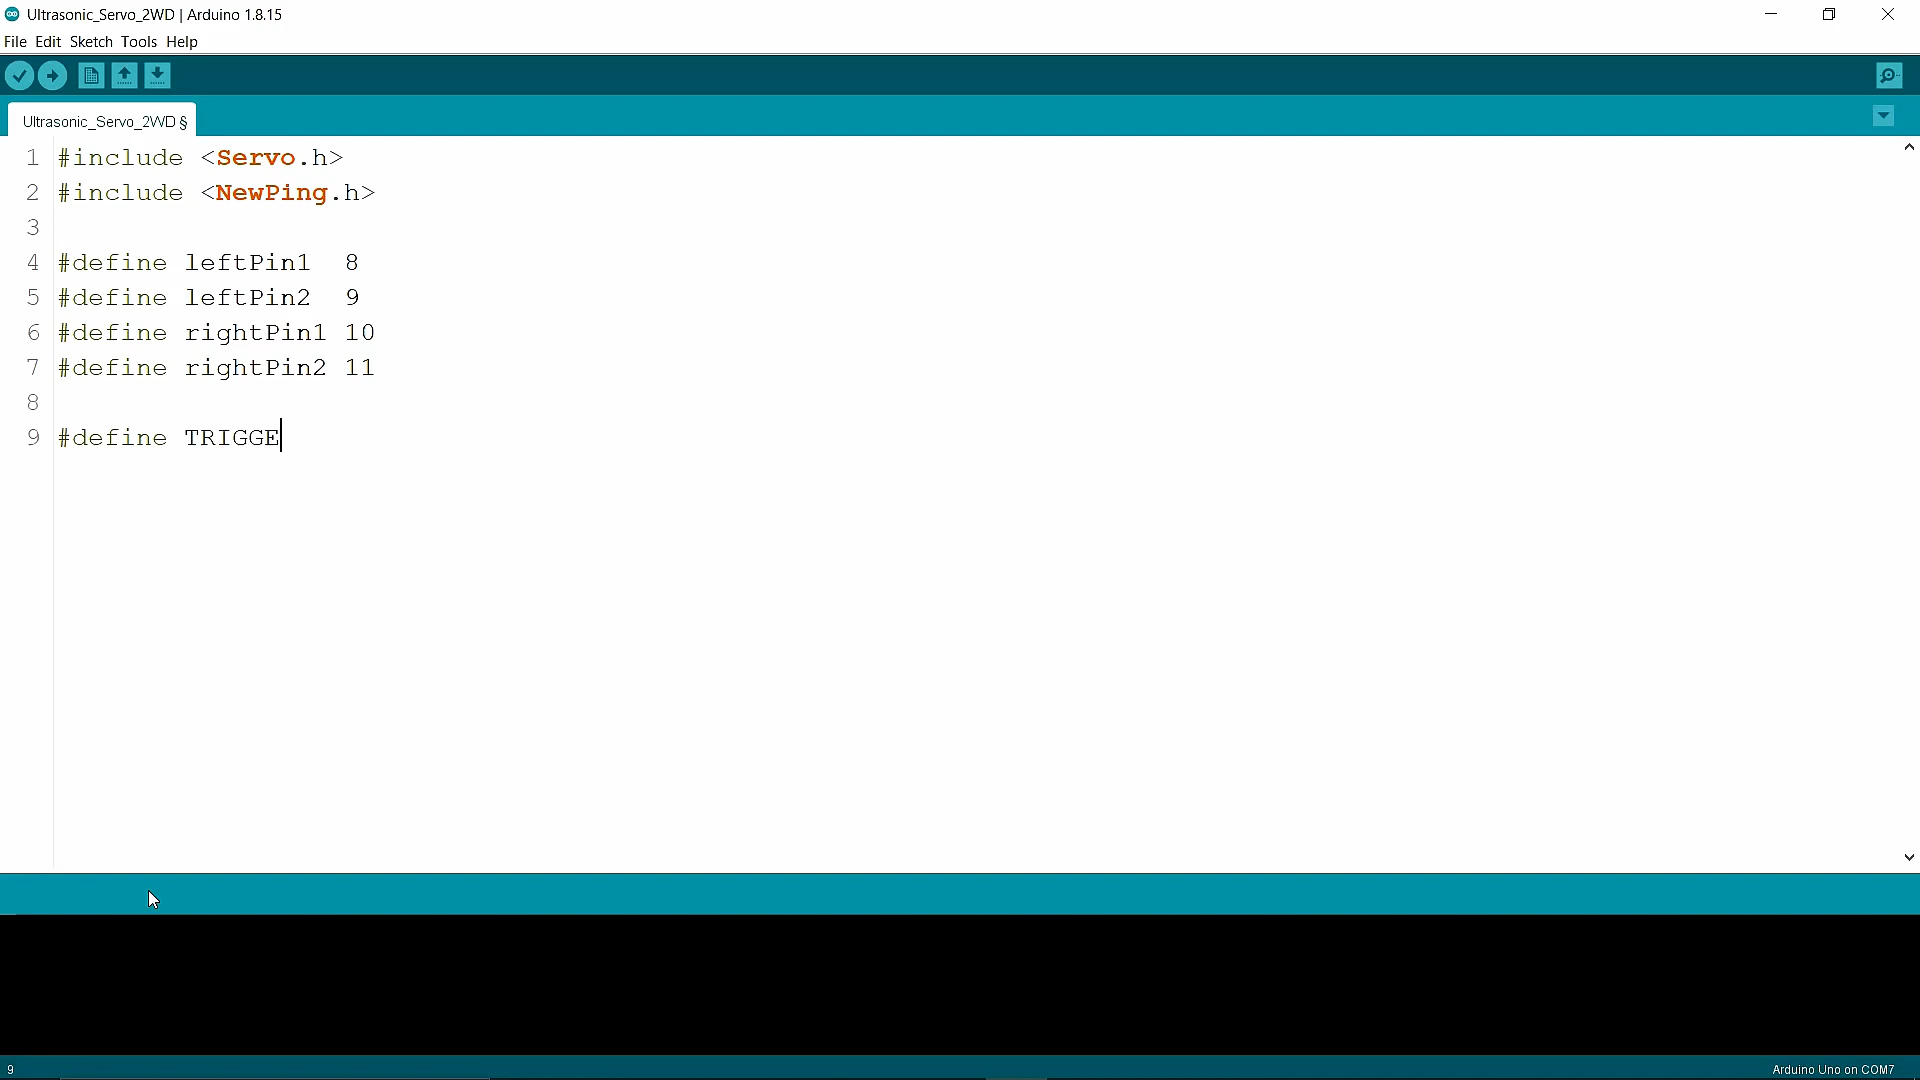 Ultrasonic_Servo_2WD | Arduino 1.8.15
File Edit Sketch Tools Help
Ultrasonic_Servo_2WD §
1 #include <Servo.h>
2 #include <NewPing.h>
3
4 #define leftPin1  8
5 #define leftPin2  9
6 #define rightPin1 10
7 #define rightPin2 11
8
9 #define TRIGGE
9
Arduino Uno on COM7